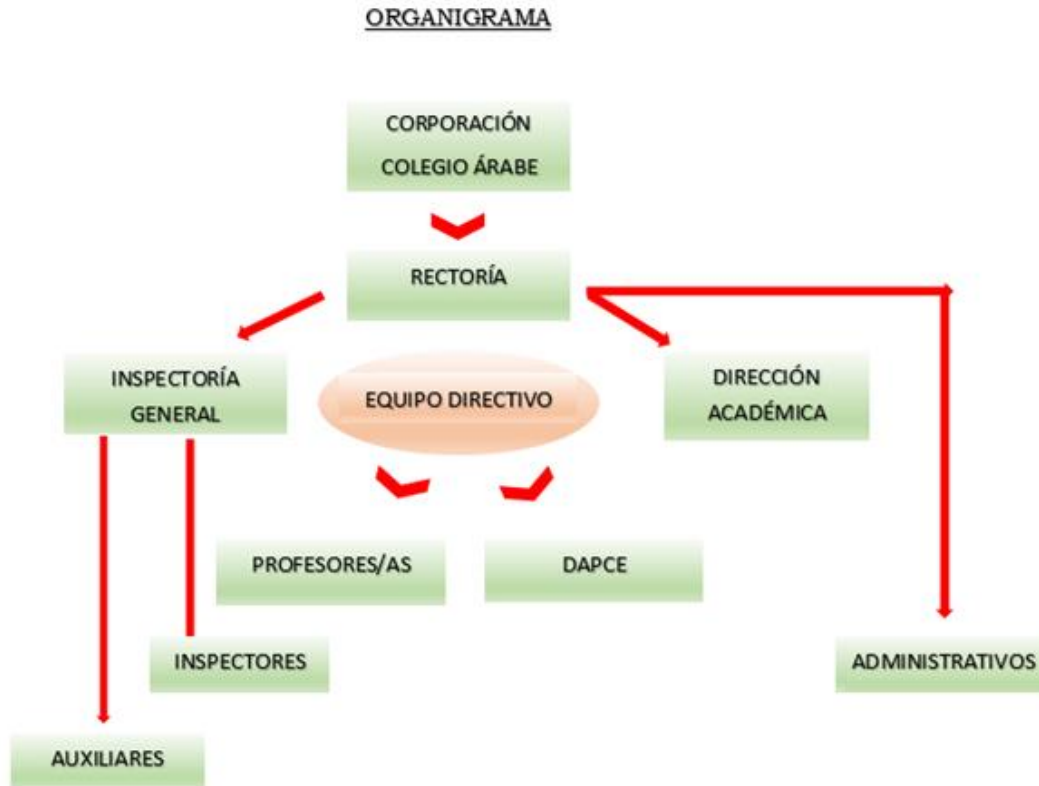 ORGANIGRAMA
CORPORACIÓN
COLEGIO ÁRABE
RECTORÍA
INSPECTORÍA
GENERAL
EQUIPO DIRECTIVO
DIRECCIÓN
ACADÉMICA
PROFESORES/AS
DAPCE
INSPECTORES
ADMINISTRATIVOS
AUXILIARES